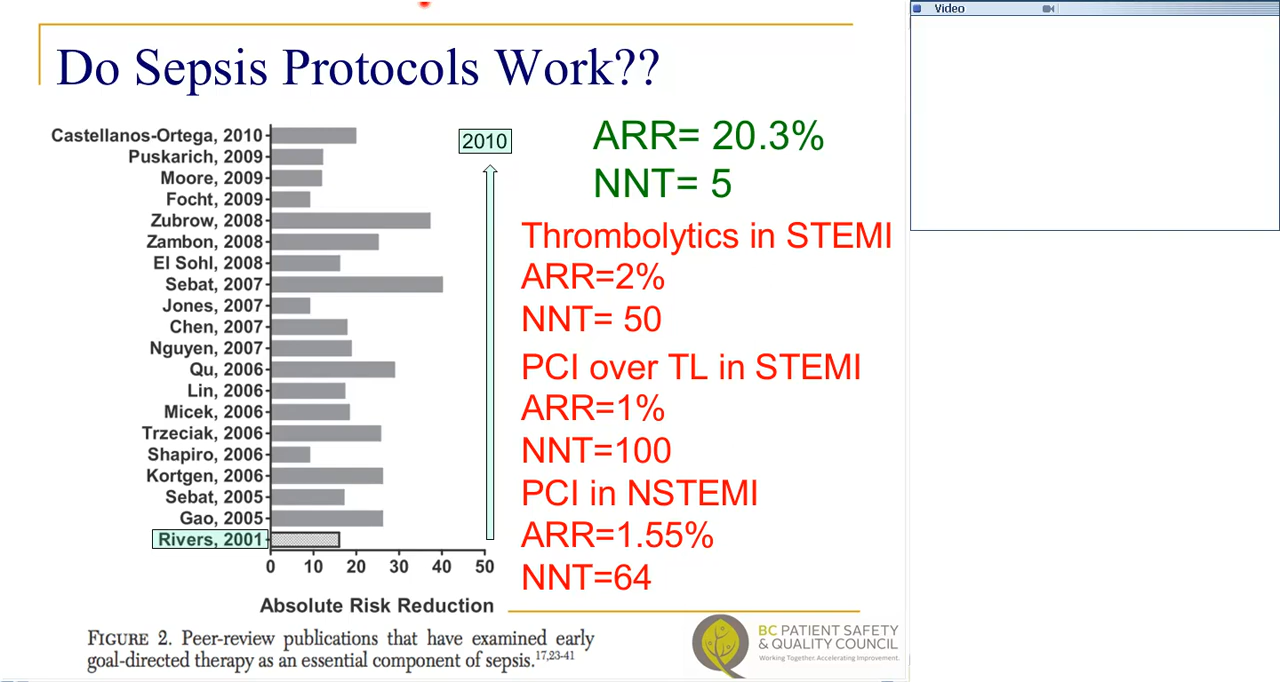 Video
Do Sepsis Protocols Work??
Castellanos-Ortega, 2010
Puskarich, 2009
Moore, 2009
Focht, 2009
Zubrow, 2008
Zambon, 2008
El Sohl, 2008
Sebat, 2007
Jones, 2007
Chen, 2007
Nguyen, 2007
Qu, 2006
Lin, 2006
Micek, 2006
Trzeciak, 2006
Shapiro, 2006
Kortgen, 2006
Sebat, 2005
Gao, 2005
Rivers, 2001
0 10 20 30 40 50
Absolute Risk Reduction
2010
ARR= 20.3%
NNT= 5
Thrombolytics in STEMI
ARR=2%
NNT= 50
PCI over TL in STEMI
ARR=1%
NNT=100
PCI in NSTEMI
ARR=1.55%
NNT=64
FIGURE 2. Peer-review publications that have examined early
goal-directed therapy as an essential component of sepsis.17,23-41
BC PATIENT SAFETY
& QUALITY COUNCIL
Working Together. Accelerating Improvement.